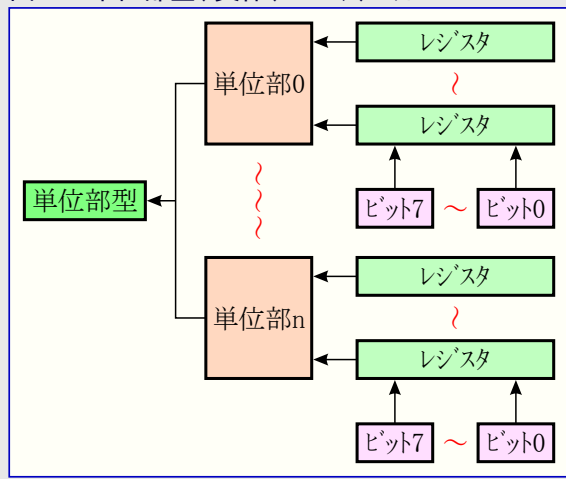 レジスタ
単位部0
〜
レジスタ
〜〜〜
単位部型
ビット7 〜 ビット0
レジスタ
単位部n
〜
レジスタ
ビット7 〜 ビット0